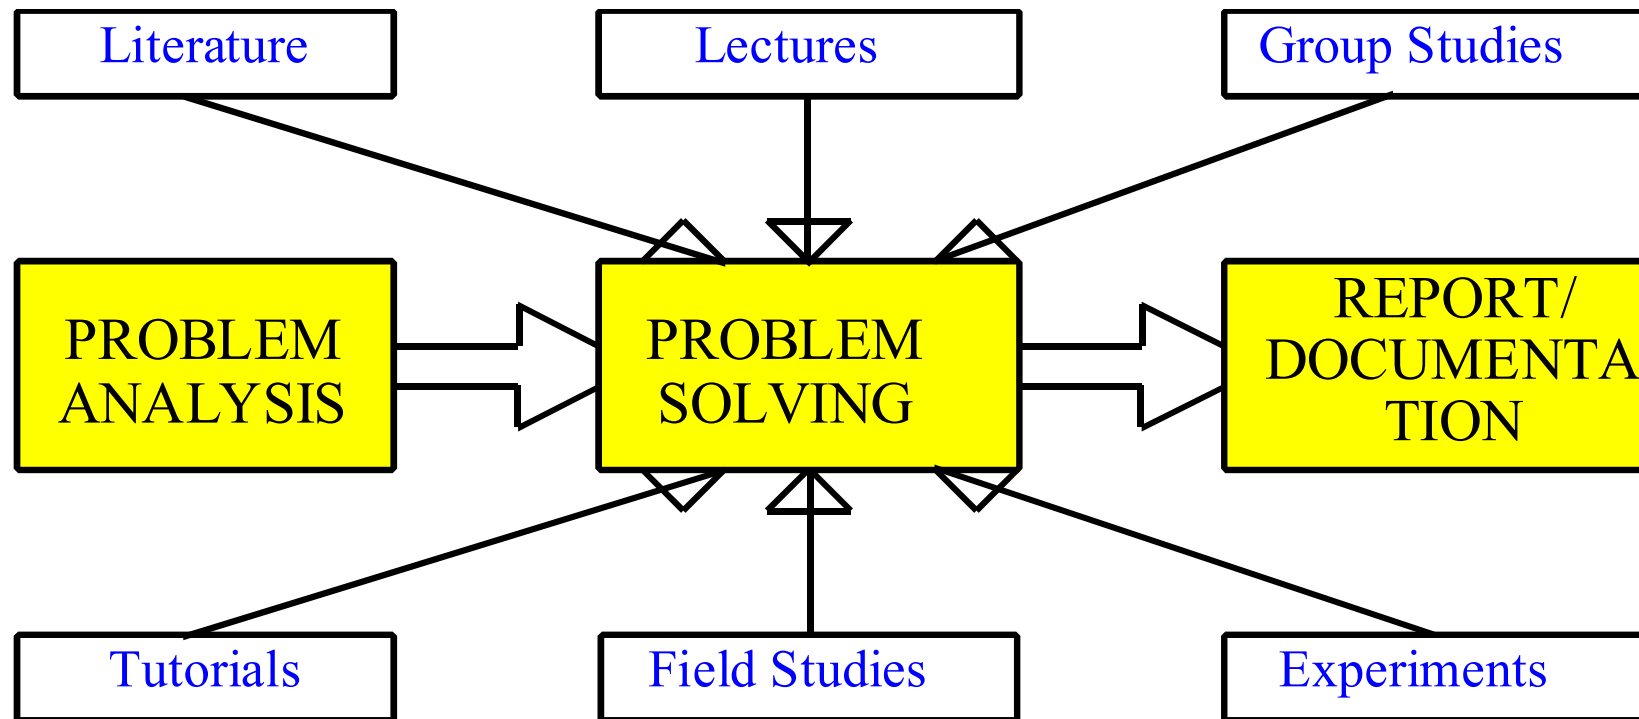 Literature
Lectures
Group Studies
PROBLEM
ANALYSIS
PROBLEM
SOLVING
REPORT/
DOCUMENTA
TION
Tutorials
Field Studies
Experiments